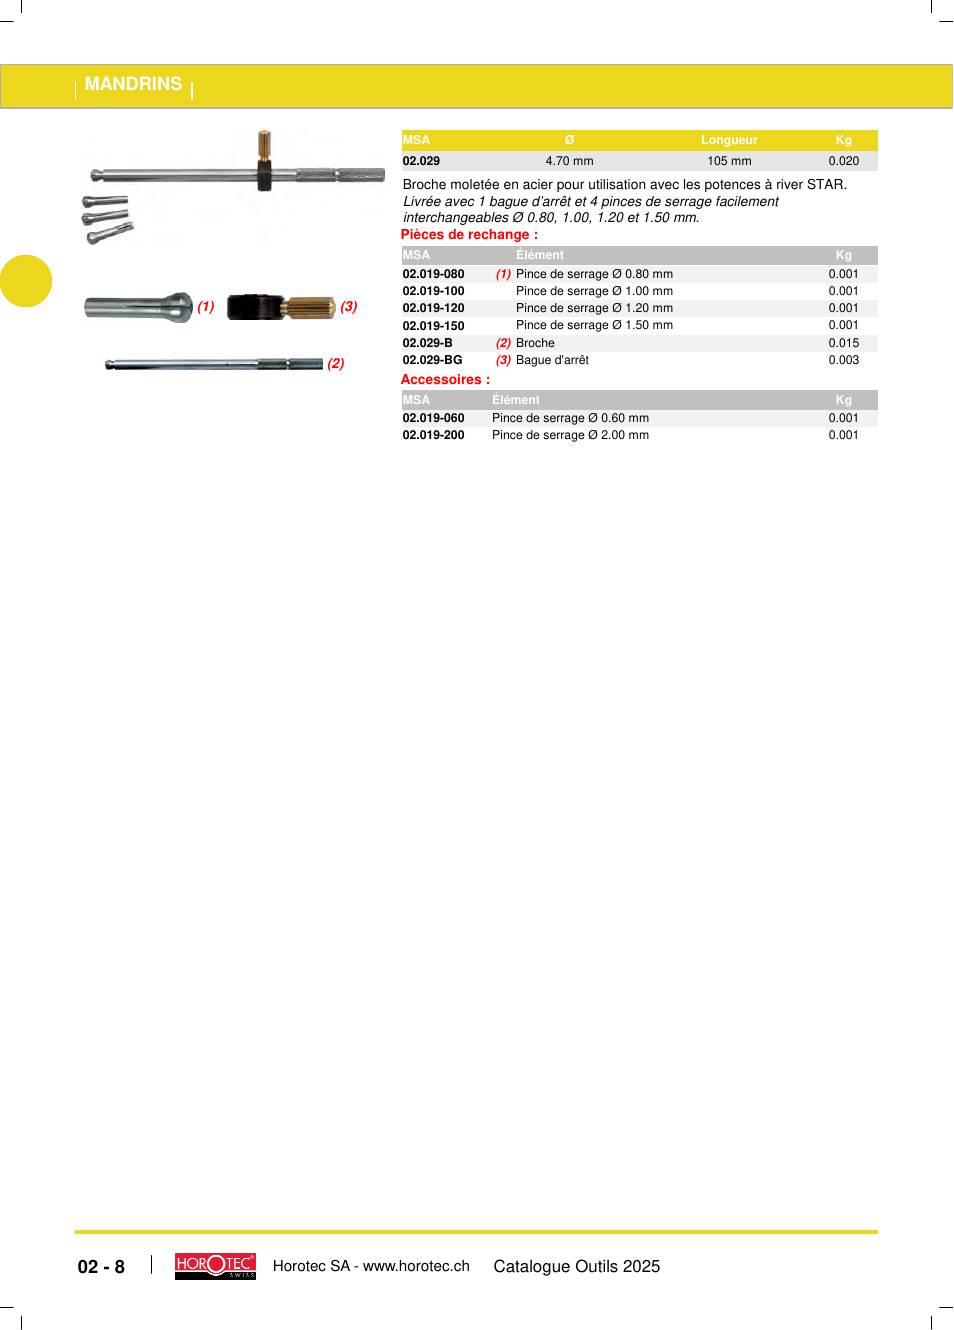 MANDRINS
MSA Ø Longueur Kg
02.029 4.70 mm 105 mm 0.020
Broche moletée en acier pour utilisation avec les potences à river STAR.
Livrée avec 1 bague d’arrêt et 4 pinces de serrage facilement
interchangeables Ø 0.80, 1.00, 1.20 et 1.50 mm.
Pièces de rechange :
MSA Élément Kg
02.019-080 (1) Pince de serrage Ø 0.80 mm 0.001
02.019-100 Pince de serrage Ø 1.00 mm 0.001
02.019-120 Pince de serrage Ø 1.20 mm 0.001
02.019-150 Pince de serrage Ø 1.50 mm 0.001
02.029-B (2) Broche 0.015
02.029-BG (3) Bague d'arrêt 0.003
Accessoires :
MSA Élément Kg
02.019-060 Pince de serrage Ø 0.60 mm 0.001
02.019-200 Pince de serrage Ø 2.00 mm 0.001
(1)
(3)
(2)
02 - 8 HOROTEC® SWISS Horotec SA - www.horotec.ch Catalogue Outils 2025